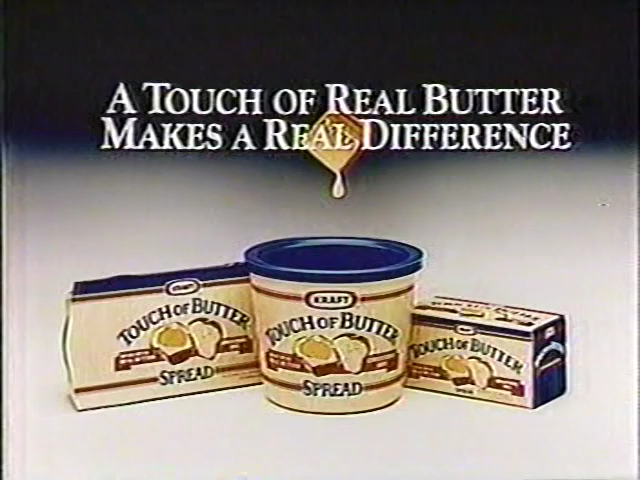 A TOUCH OF REAL BUTTER
MAKES A REAL DIFFERENCE
KRAFT
TOUCH OF BUTTER
SPREAD
KRAFT
TOUCH OF BUTTER
SPREAD
KRAFT
TOUCH OF BUTTER